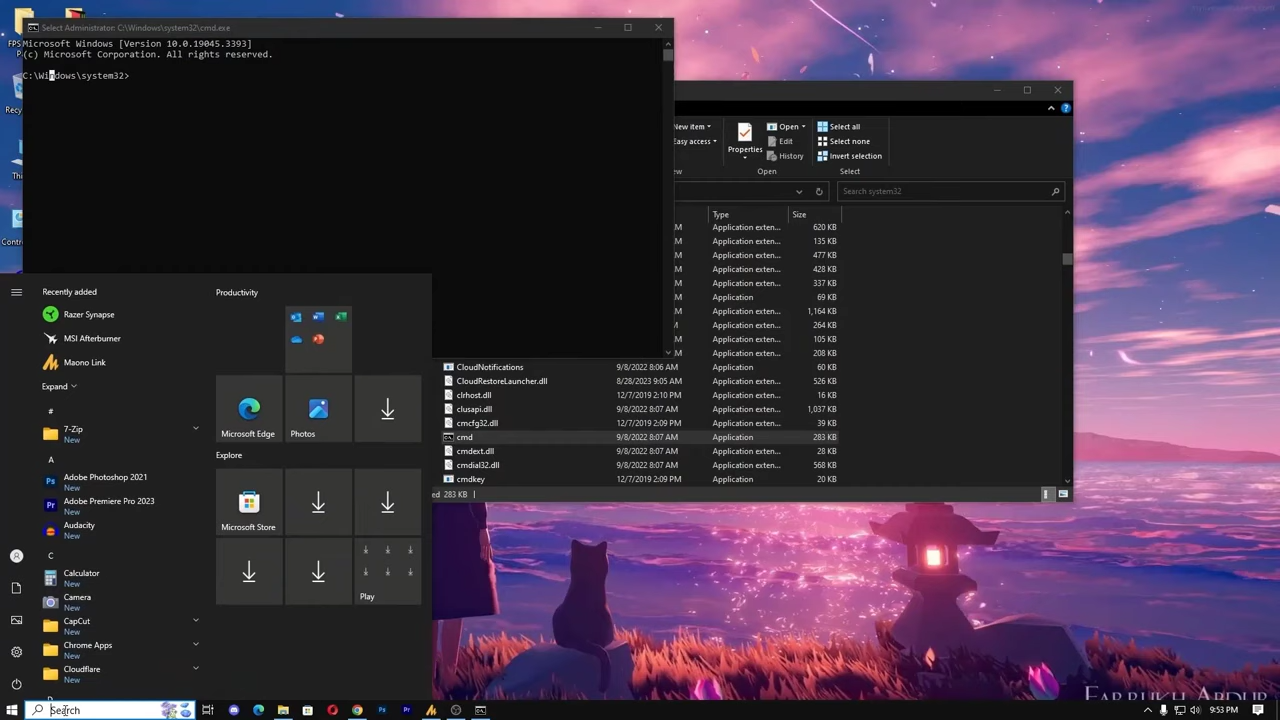 Select Administrator: C:\Windows\system32\cmd.exe
Microsoft Windows [Version 10.0.19045.3393]
(c) Microsoft Corporation. All rights reserved.
C:\Windows\system32>
New item
Easy access
Properties
Open
Edit
History
Open
Select all
Select none
Invert selection
Select
Search system32
Type Size
M Application exten... 620 KB
M Application exten... 135 KB
M Application exten... 477 KB
M Application exten... 428 KB
M Application exten... 337 KB
M Application 69 KB
M Application exten... 1,164 KB
M Application exten... 264 KB
M Application exten... 105 KB
M Application exten... 208 KB
CloudNotifications 9/8/2022 8:06 AM Application 60 KB
CloudRestoreLauncher.dll 8/28/2023 9:05 AM Application exten... 526 KB
clrhost.dll 12/7/2019 2:10 PM Application exten... 16 KB
clusapi.dll 9/8/2022 8:07 AM Application exten... 1,037 KB
cmcfg32.dll 12/7/2019 2:09 PM Application exten... 39 KB
cmd 9/8/2022 8:07 AM Application 283 KB
cmdext.dll 9/8/2022 8:07 AM Application exten... 28 KB
cmdial32.dll 9/8/2022 8:07 AM Application exten... 568 KB
cmdkey 12/7/2019 2:09 PM Application 20 KB
283 KB
Recently added
Razer Synapse
MSI Afterburner
Maono Link
Expand
#
7-Zip
New
A
Adobe Photoshop 2021
New
Adobe Premiere Pro 2023
New
Audacity
New
C
Calculator
New
Camera
New
CapCut
New
Chrome Apps
New
Cloudflare
New
Productivity
Microsoft Edge
Photos
Explore
Microsoft Store
Play
Search
9:53 PM